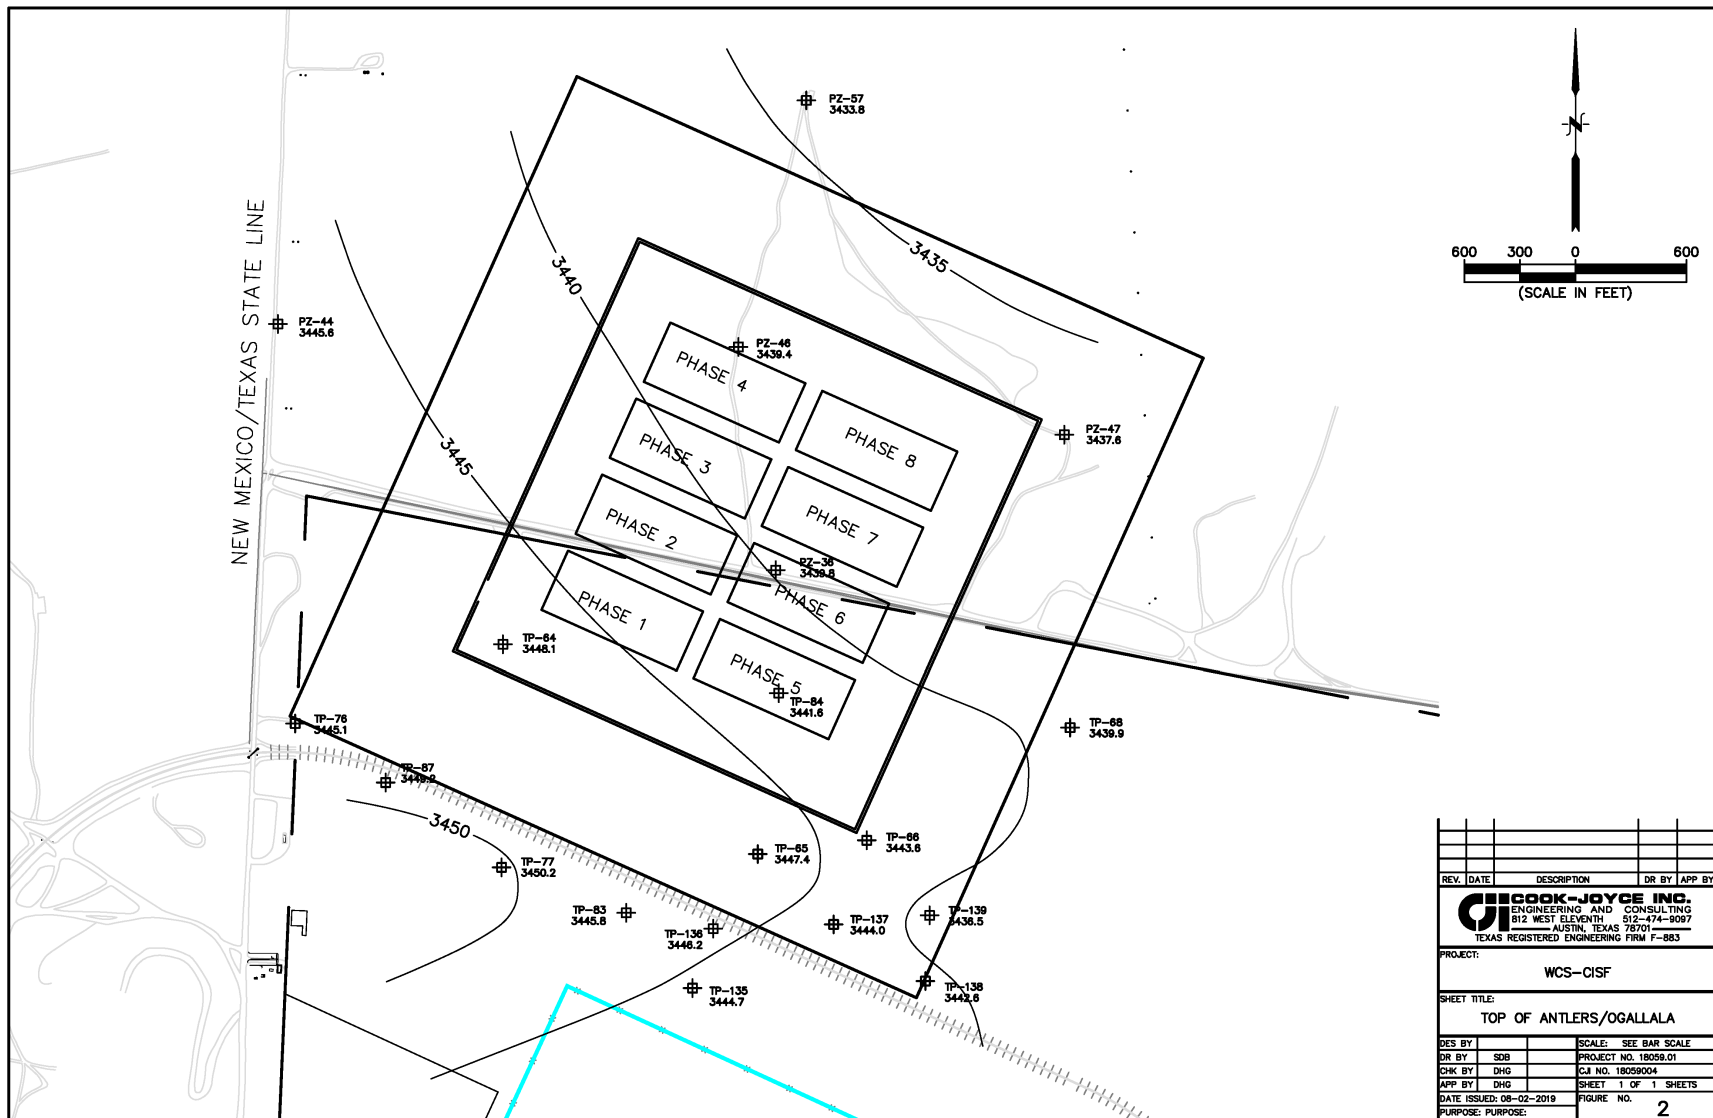 PZ-57
3433.8
N
600 300 0 600
(SCALE IN FEET)
NEW MEXICO/TEXAS STATE LINE
3435
3440
3445
3450
PZ-44
3445.6
PZ-46
3439.4
PHASE 4
PHASE 8
PZ-47
3437.6
PHASE 3
PHASE 7
PHASE 2
PZ-36
3439.8
PHASE 6
PHASE 1
TP-64
3448.1
PHASE 5
TP-84
3441.6
TP-76
3445.1
TP-68
3439.9
TP-87
3449.2
TP-66
3443.6
TP-65
3447.4
TP-77
3450.2
TP-83
3445.8
TP-136
3446.2
TP-137
3444.0
TP-139
3436.5
TP-135
3444.7
TP-138
3442.6
REV. DATE DESCRIPTION DR BY APP BY
COOK-JOYCE INC.
ENGINEERING AND CONSULTING
812 WEST ELEVENTH 512-474-9097
AUSTIN, TEXAS 78701
TEXAS REGISTERED ENGINEERING FIRM F-883
PROJECT:
WCS-CISF
SHEET TITLE:
TOP OF ANTLERS/OGALLALA
DES BY SCALE: SEE BAR SCALE
DR BY SDB PROJECT NO. 18059.01
CHK BY DHG CJI NO. 18059004
APP BY DHG SHEET 1 OF 1 SHEETS
DATE ISSUED: 08-02-2019 FIGURE NO.
PURPOSE: PURPOSE: 2